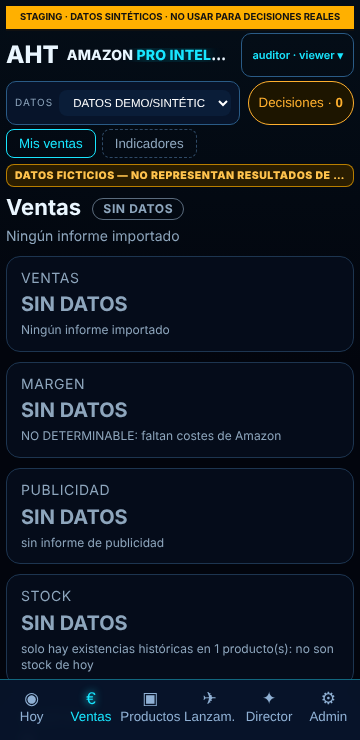 STAGING · DATOS SINTÉTICOS · NO USAR PARA DECISIONES REALES
AHT AMAZON PRO INTEL... auditor · viewer ▾
DATOS DATOS DEMO/SINTÉTIC Decisiones · 0
Mis ventas Indicadores
DATOS FICTICIOS — NO REPRESENTAN RESULTADOS DE ...
Ventas SIN DATOS
Ningún informe importado
VENTAS
SIN DATOS
Ningún informe importado
MARGEN
SIN DATOS
NO DETERMINABLE: faltan costes de Amazon
PUBLICIDAD
SIN DATOS
sin informe de publicidad
STOCK
SIN DATOS
solo hay existencias históricas en 1 producto(s): no son
stock de hoy
Hoy € Ventas Productos Lanzam. Director Admin